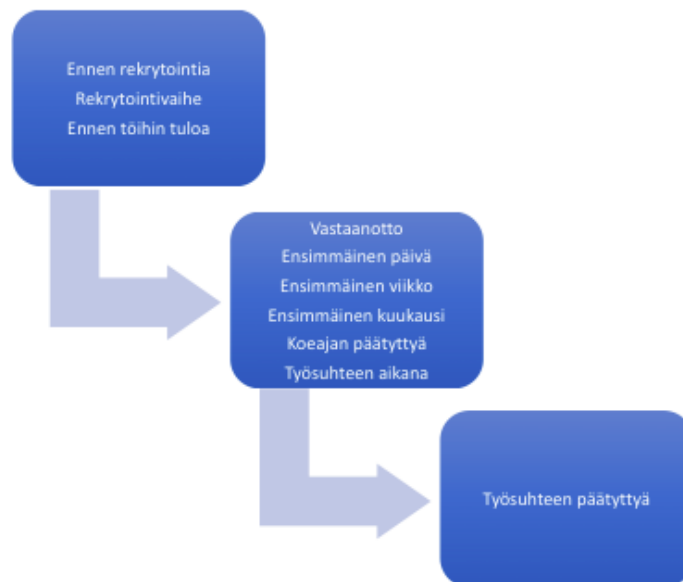 Ennen rekrytointia
Rekrytointivaihe
Ennen töihin tuloa
Vastaanotto
Ensimmäinen päivä
Ensimmäinen viikko
Ensimmäinen kuukausi
Koeajan päätyttyä
Työsuhteen aikana
Työsuhteen päätyttyä